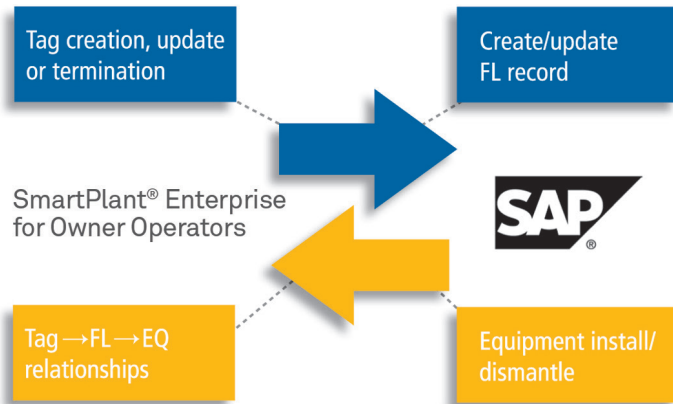 Tag creation, update
or termination
Create/update
FL record
SmartPlant® Enterprise
for Owner Operators
SAP®
Tag→FL→EQ
relationships
Equipment install/
dismantle